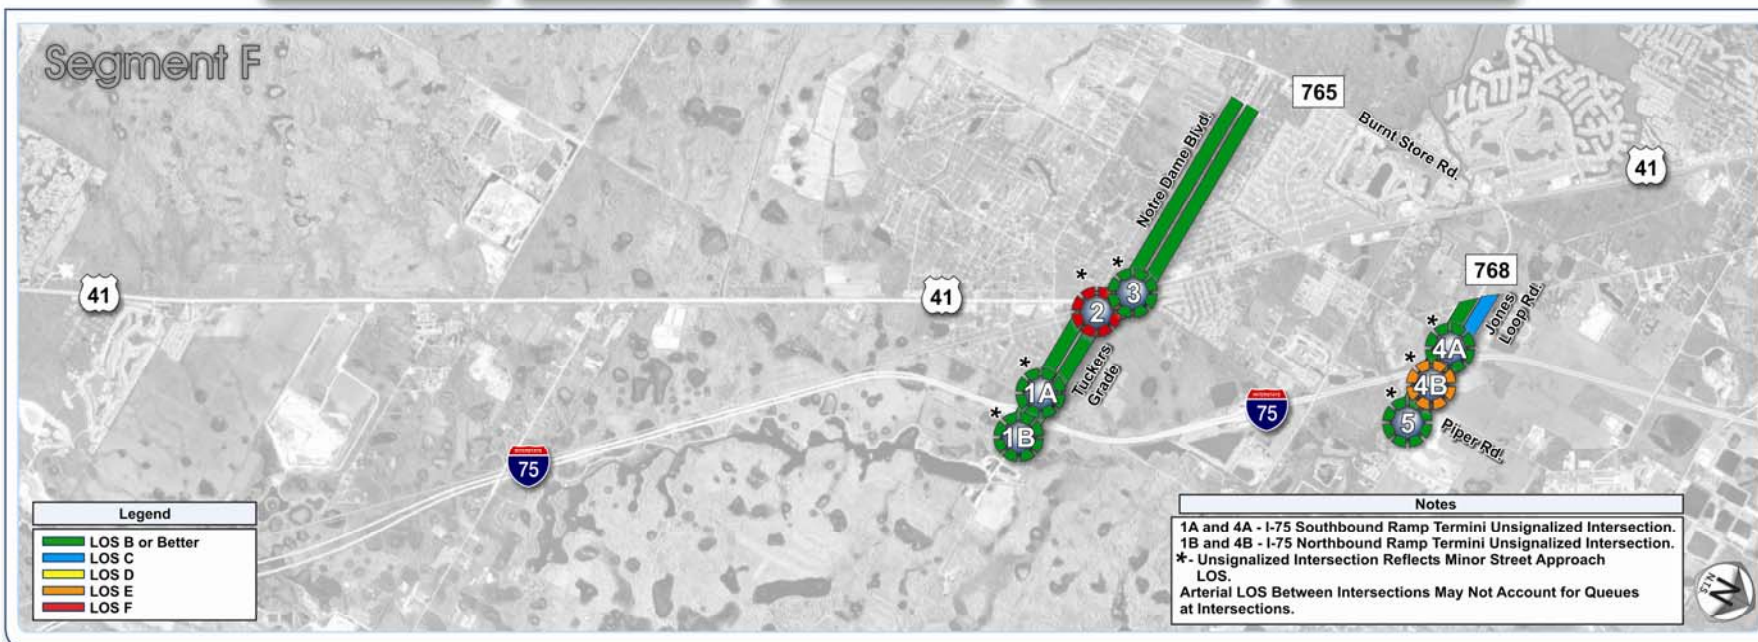 Segment F
765
Notre Dame Blvd.
Burnt Store Rd.
41
41
41
768
Jones
Loop Rd.
*
*
2
3
*
4A
*
4B
*
5
Piper Rd.
*
1A
*
1B
Tuckers
Grade
INTERSTATE
75
INTERSTATE
75
Legend
LOS B or Better
LOS C
LOS D
LOS E
LOS F
Notes
1A and 4A - I-75 Southbound Ramp Termini Unsignalized Intersection.
1B and 4B - I-75 Northbound Ramp Termini Unsignalized Intersection.
*- Unsignalized Intersection Reflects Minor Street Approach
LOS.
Arterial LOS Between Intersections May Not Account for Queues
at Intersections.
N
N.T.S.